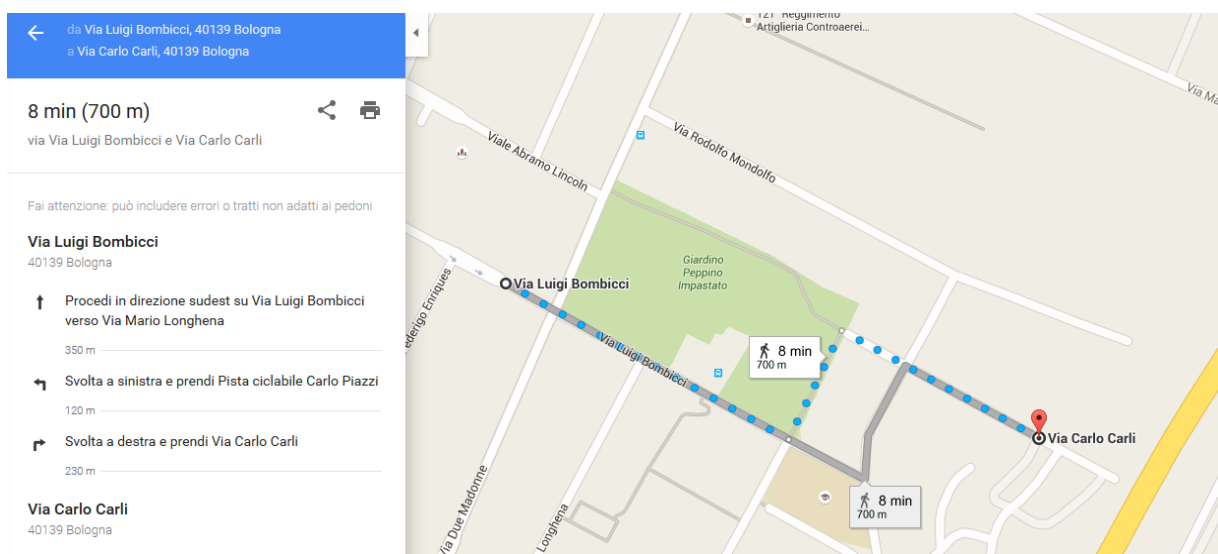 da Via Luigi Bombicci, 40139 Bologna
a Via Carlo Carli, 40139 Bologna
8 min (700 m)
via Via Luigi Bombicci e Via Carlo Carli
Fai attenzione: può includere errori o tratti non adatti ai pedoni
Via Luigi Bombicci
40139 Bologna
Procedi in direzione sudest su Via Luigi Bombicci
verso Via Mario Longhena
350 m
Svolta a sinistra e prendi Pista ciclabile Carlo Piazzi
120 m
Svolta a destra e prendi Via Carlo Carli
230 m
Via Carlo Carli
40139 Bologna
121° Reggimento
Artiglieria Controaerei...
Via Ma
Via Rodolfo Mondolfo
Viale Abramo Lincoln
Giardino
Peppino
Impastato
Via Luigi Bombicci
ederigo Enriques
Via Luigi Bombicci
8 min
700 m
Via Carlo Carli
8 min
700 m
Via Due Madonne
Longhena